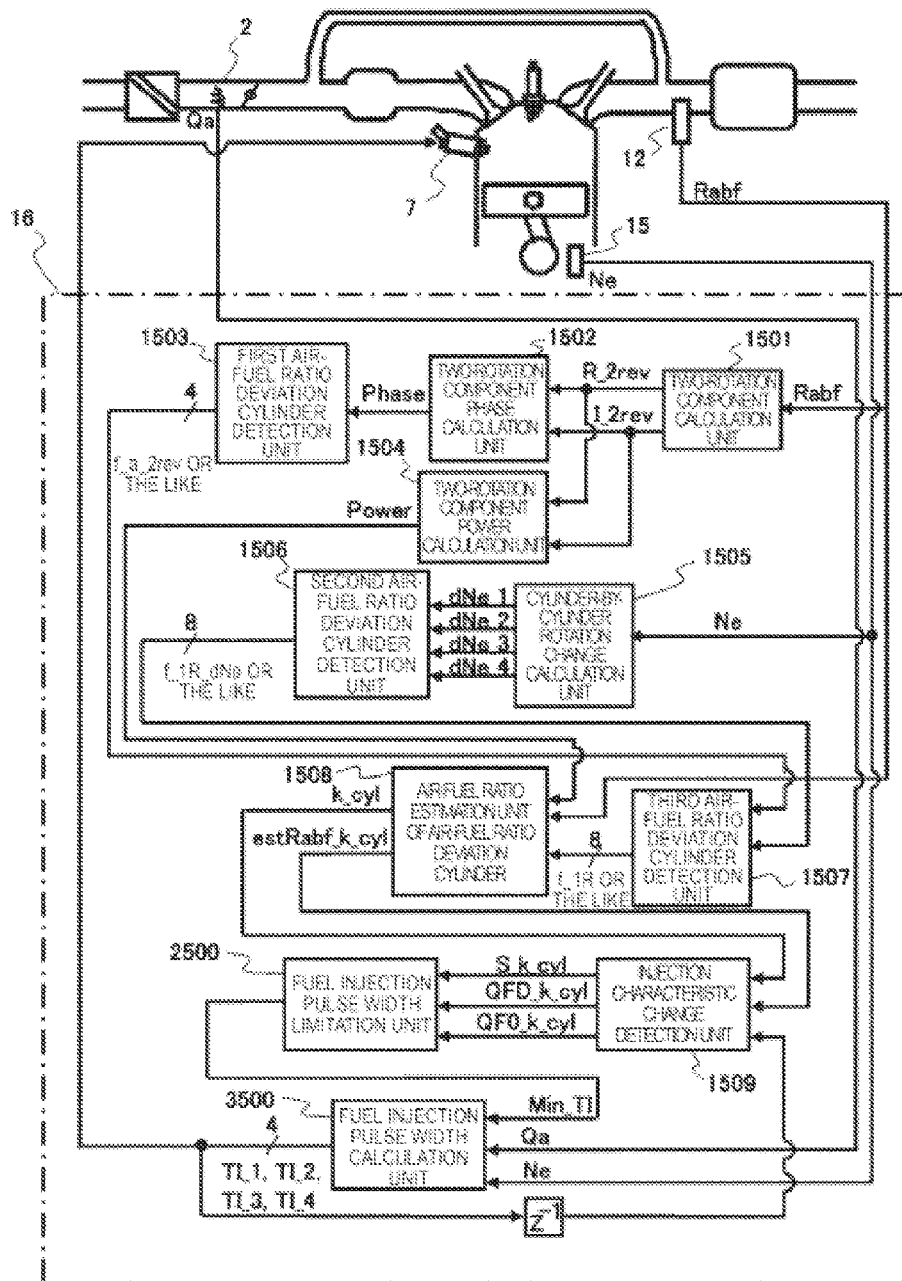 2
Qa
7
12
Rabf
15
Ne
16
1503
FIRST AIR-
FUEL RATIO
DEVIATION
CYLINDER
DETECTION
UNIT
4
f_a_2rev OR
THE LIKE
Phase
1502
TWO-ROTATION
COMPONENT
PHASE
CALCULATION
UNIT
R_2rev
I_2rev
1501
TWO-ROTATION
COMPONENT
CALCULATION
UNIT
Rabf
1504
TWO-ROTATION
COMPONENT
POWER
CALCULATION UNIT
Power
1506
SECOND AIR-
FUEL RATIO
DEVIATION
CYLINDER
DETECTION
UNIT
8
f_1R_dNe OR
THE LIKE
dNe_1
dNe_2
dNe_3
dNe_4
1505
CYLINDER-BY-
CYLINDER
ROTATION
CHANGE
CALCULATION
UNIT
Ne
1508
k_cyl
estRabf_k_cyl
AIR-FUEL RATIO
ESTIMATION UNIT
OF AIR-FUEL RATIO
DEVIATION
CYLINDER
8
f_1R OR
THE LIKE
THIRD AIR-
FUEL RATIO
DEVIATION
CYLINDER
DETECTION
UNIT
1507
2500
FUEL INJECTION
PULSE WIDTH
LIMITATION UNIT
S_k_cyl
QFD_k_cyl
QF0_k_cyl
INJECTION
CHARACTERISTIC
CHANGE
DETECTION UNIT
1509
3500
FUEL INJECTION
PULSE WIDTH
CALCULATION
UNIT
Min_TI
Qa
Ne
4
TI_1, TI_2,
TI_3, TI_4
Z⁻¹